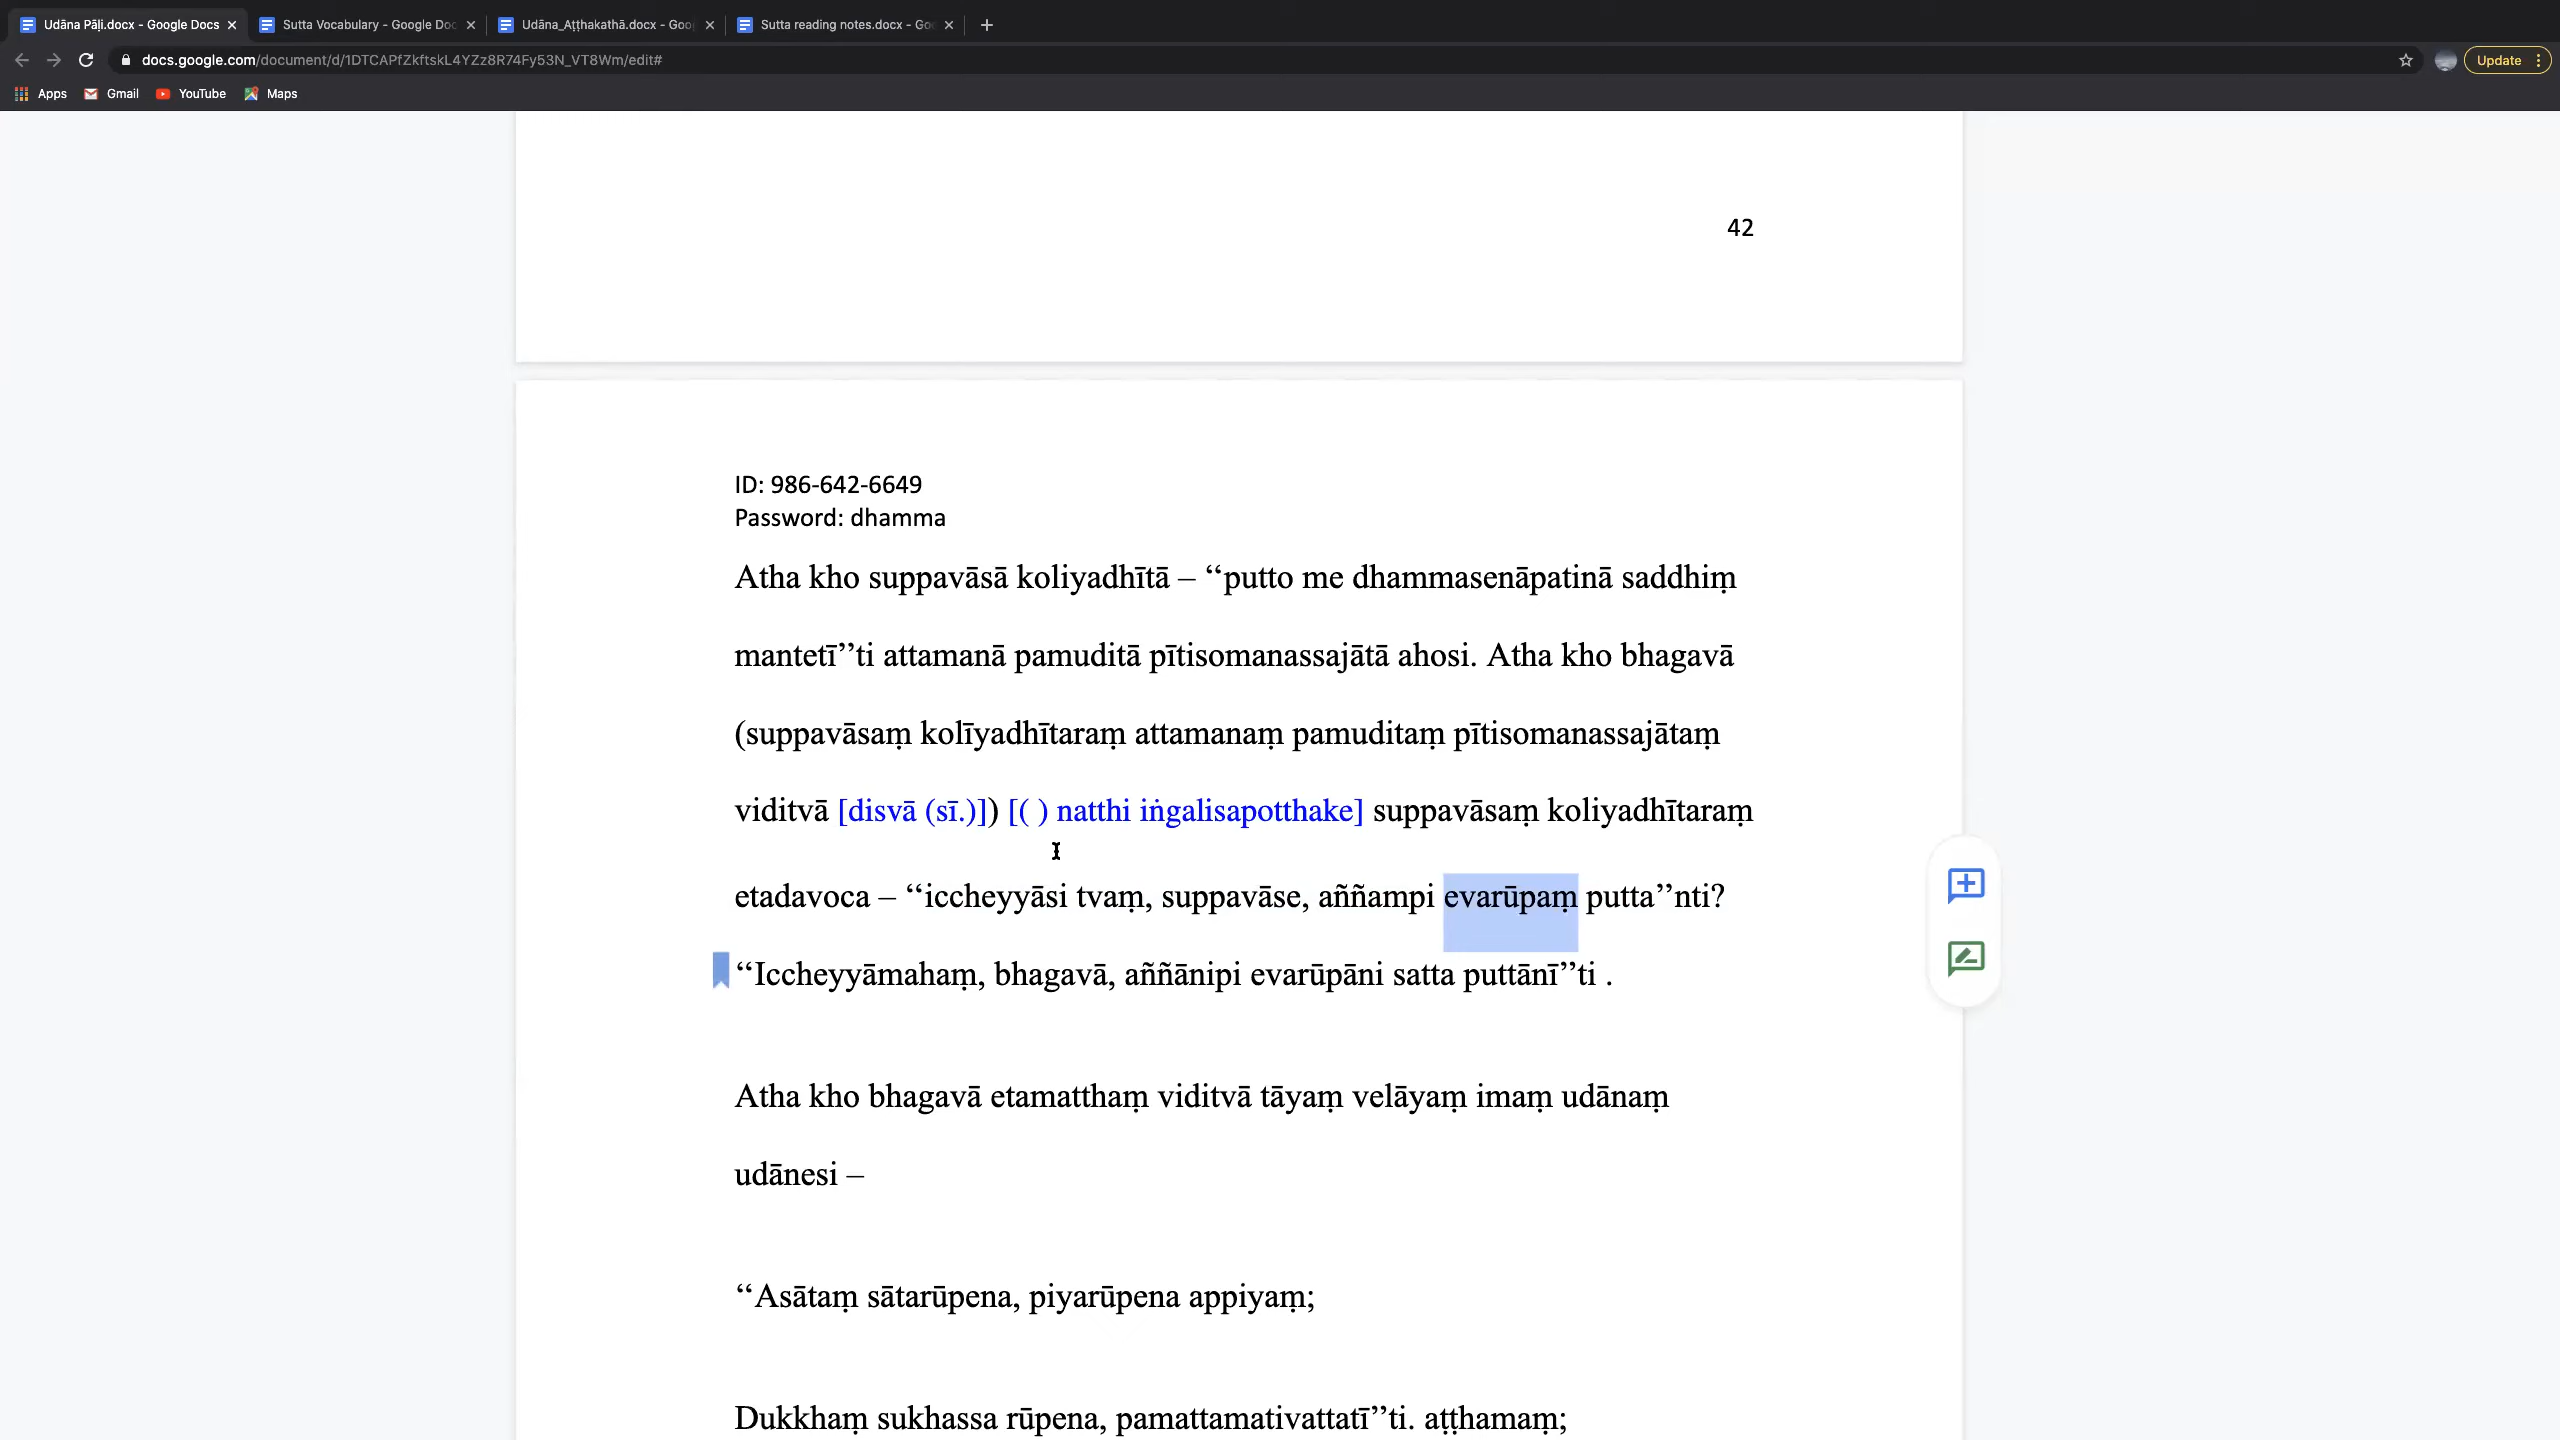 Udāna Pāḷi.docx - Google Docs
Sutta Vocabulary - Google Doc
Udāna_Aṭṭhakathā.docx - Goo
Sutta reading notes.docx - Go
docs.google.com/document/d/1DTCAPfZkftskL4YZz8R74Fy53N_VT8Wm/edit#
Update
Apps
Gmail
YouTube
Maps
42
ID: 986-642-6649
Password: dhamma
Atha kho suppavāsā koliyadhītā – ‘‘putto me dhammasenāpatinā saddhiṃ
mantetī’’ti attamanā pamuditā pītisomanassajātā ahosi. Atha kho bhagavā
(suppavāsaṃ kolīyadhītaraṃ attamanaṃ pamuditaṃ pītisomanassajātaṃ
viditvā [disvā (sī.)]) [( ) natthi iṅgalisapotthake] suppavāsaṃ koliyadhītaraṃ
etadavoca – ‘‘iccheyyāsi tvaṃ, suppavāse, aññampi evarūpaṃ putta’’nti?
‘‘Iccheyyāmahaṃ, bhagavā, aññānipi evarūpāni satta puttānī’’ti .
Atha kho bhagavā etamatthaṃ viditvā tāyaṃ velāyaṃ imaṃ udānaṃ
udānesi –
‘‘Asātaṃ sātarūpena, piyarūpena appiyaṃ;
Dukkhaṃ sukhassa rūpena, pamattamativattatī’’ti. aṭṭhamaṃ;